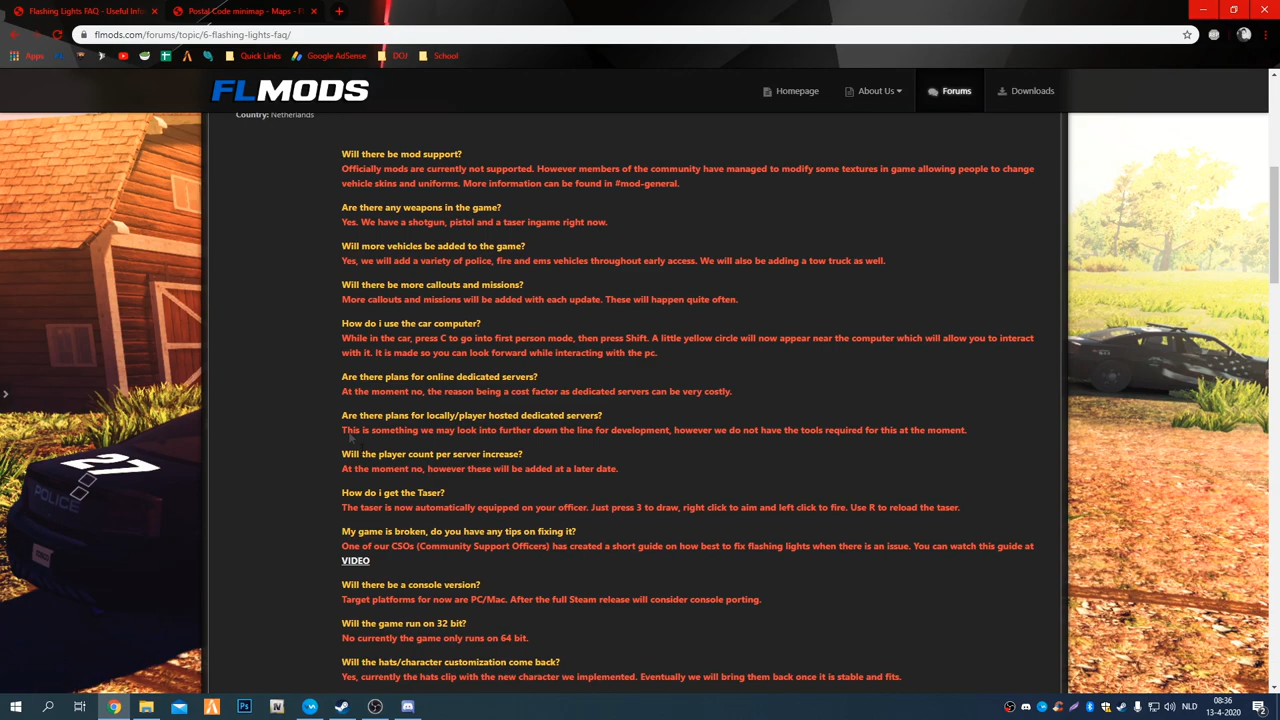 Flashing Lights FAQ - Useful Info
Postal Code minimap - Maps - F
flmods.com/forums/topic/6-flashing-lights-faq/
Apps
Quick Links
Google AdSense
DOJ
School
FLMODS
Homepage
About Us
Forums
Downloads
Country: Netherlands
Will there be mod support?
Officially mods are currently not supported. However members of the community have managed to modify some textures in game allowing people to change
vehicle skins and uniforms. More information can be found in #mod-general.
Are there any weapons in the game?
Yes. We have a shotgun, pistol and a taser ingame right now.
Will more vehicles be added to the game?
Yes, we will add a variety of police, fire and ems vehicles throughout early access. We will also be adding a tow truck as well.
Will there be more callouts and missions?
More callouts and missions will be added with each update. These will happen quite often.
How do i use the car computer?
While in the car, press C to go into first person mode, then press Shift. A little yellow circle will now appear near the computer which will allow you to interact
with it. It is made so you can look forward while interacting with the pc.
Are there plans for online dedicated servers?
At the moment no, the reason being a cost factor as dedicated servers can be very costly.
Are there plans for locally/player hosted dedicated servers?
This is something we may look into further down the line for development, however we do not have the tools required for this at the moment.
Will the player count per server increase?
At the moment no, however these will be added at a later date.
How do i get the Taser?
The taser is now automatically equipped on your officer. Just press 3 to draw, right click to aim and left click to fire. Use R to reload the taser.
My game is broken, do you have any tips on fixing it?
One of our CSOs (Community Support Officers) has created a short guide on how best to fix flashing lights when there is an issue. You can watch this guide at
VIDEO
Will there be a console version?
Target platforms for now are PC/Mac. After the full Steam release will consider console porting.
Will the game run on 32 bit?
No currently the game only runs on 64 bit.
Will the hats/character customization come back?
Yes, currently the hats clip with the new character we implemented. Eventually we will bring them back once it is stable and fits.
27
POLICE
NLD
08:36
13-4-2020